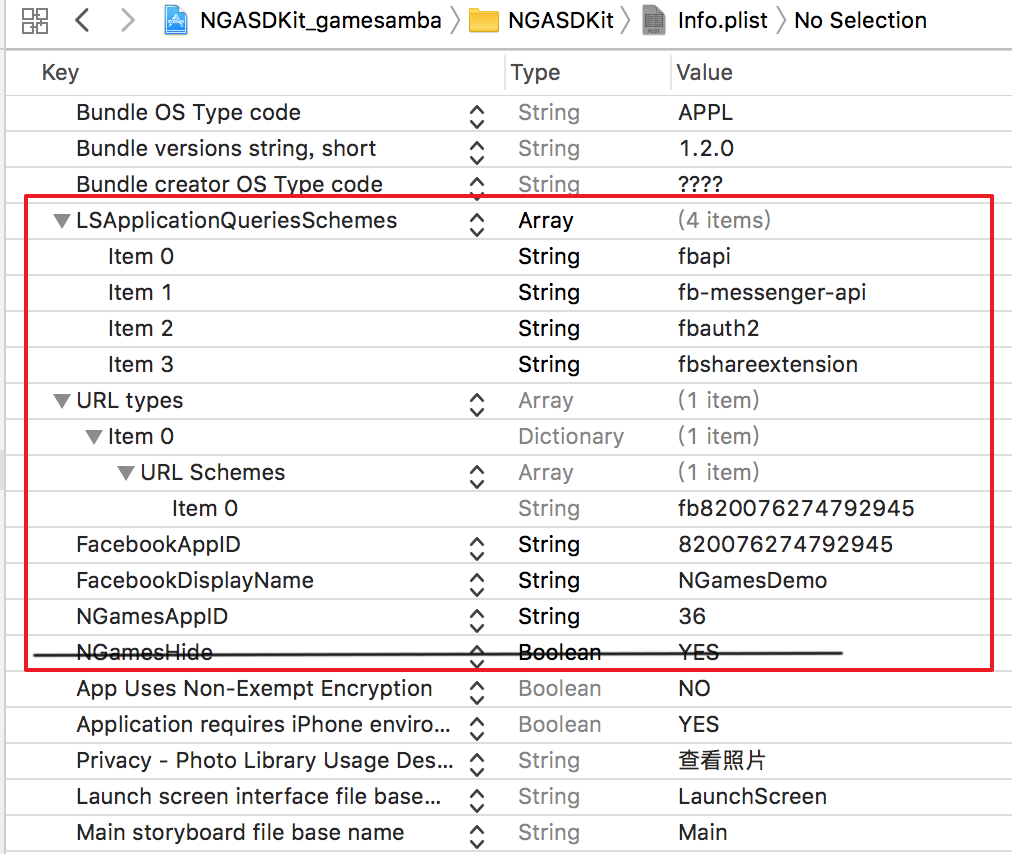 NGASDKit_gamesamba NGASDKit Info.plist No Selection
Key Type Value
Bundle OS Type code String APPL
Bundle versions string, short String 1.2.0
Bundle creator OS Type code String ????
LSApplicationQueriesSchemes Array (4 items)
Item 0 String fbapi
Item 1 String fb-messenger-api
Item 2 String fbauth2
Item 3 String fbshareextension
URL types Array (1 item)
Item 0 Dictionary (1 item)
URL Schemes Array (1 item)
Item 0 String fb820076274792945
FacebookAppID String 820076274792945
FacebookDisplayName String NGamesDemo
NGamesAppID String 36
NGamesHide Boolean YES
App Uses Non-Exempt Encryption Boolean NO
Application requires iPhone enviro... Boolean YES
Privacy - Photo Library Usage Des... String 查看照片
Launch screen interface file base... String LaunchScreen
Main storyboard file base name String Main